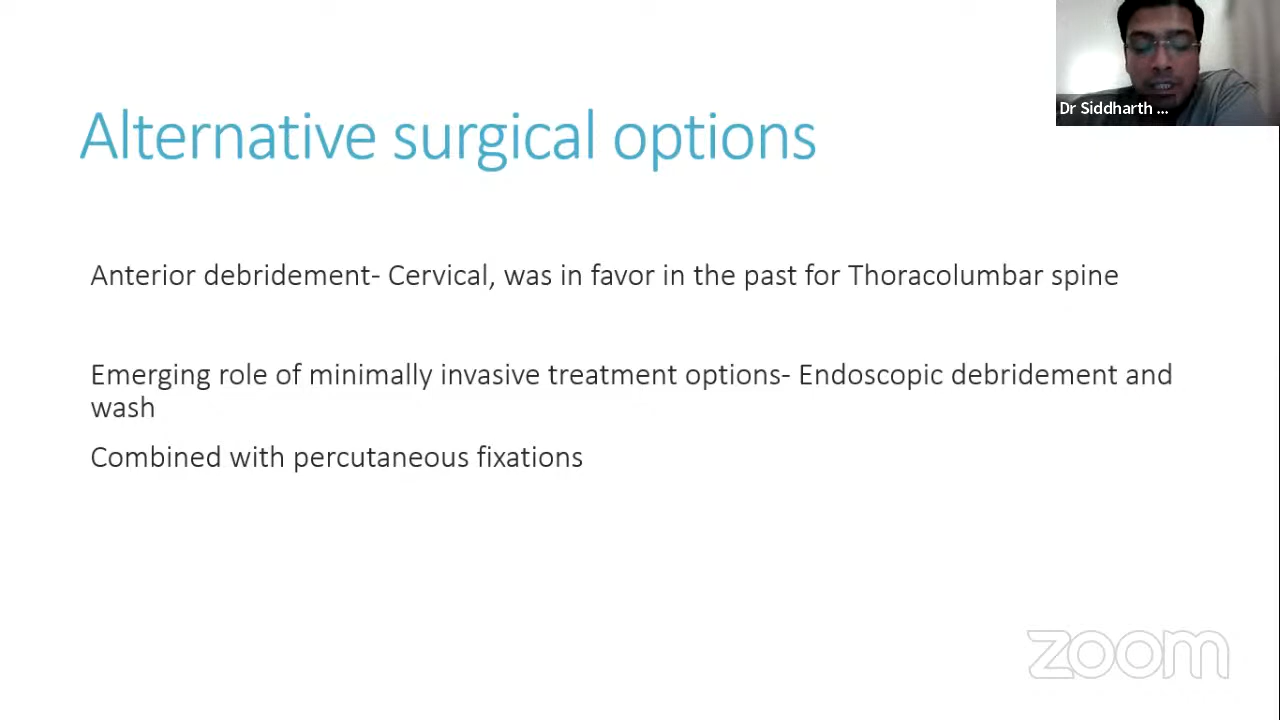 Dr Siddharth ...
Alternative surgical options
Anterior debridement- Cervical, was in favor in the past for Thoracolumbar spine
Emerging role of minimally invasive treatment options- Endoscopic debridement and
wash
Combined with percutaneous fixations
zoom